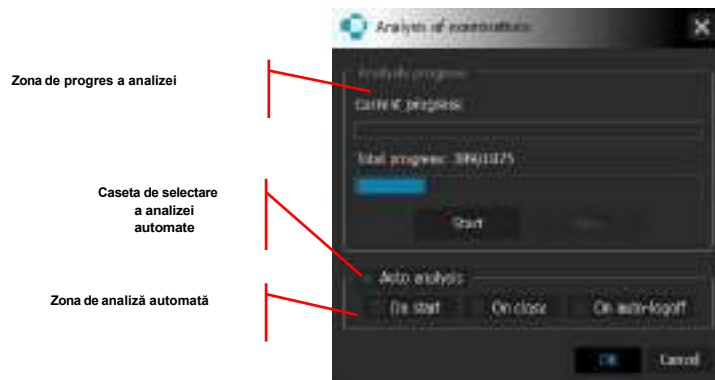 Analysis of examinations
Zona de progres a analizei
Analysis progress
Current progress:
Total progress:
Caseta de selectare
a analizei
automate
Start
Auto analysis
Zona de analiză automată
On start
On close
On auto-logoff
OK
Cancel